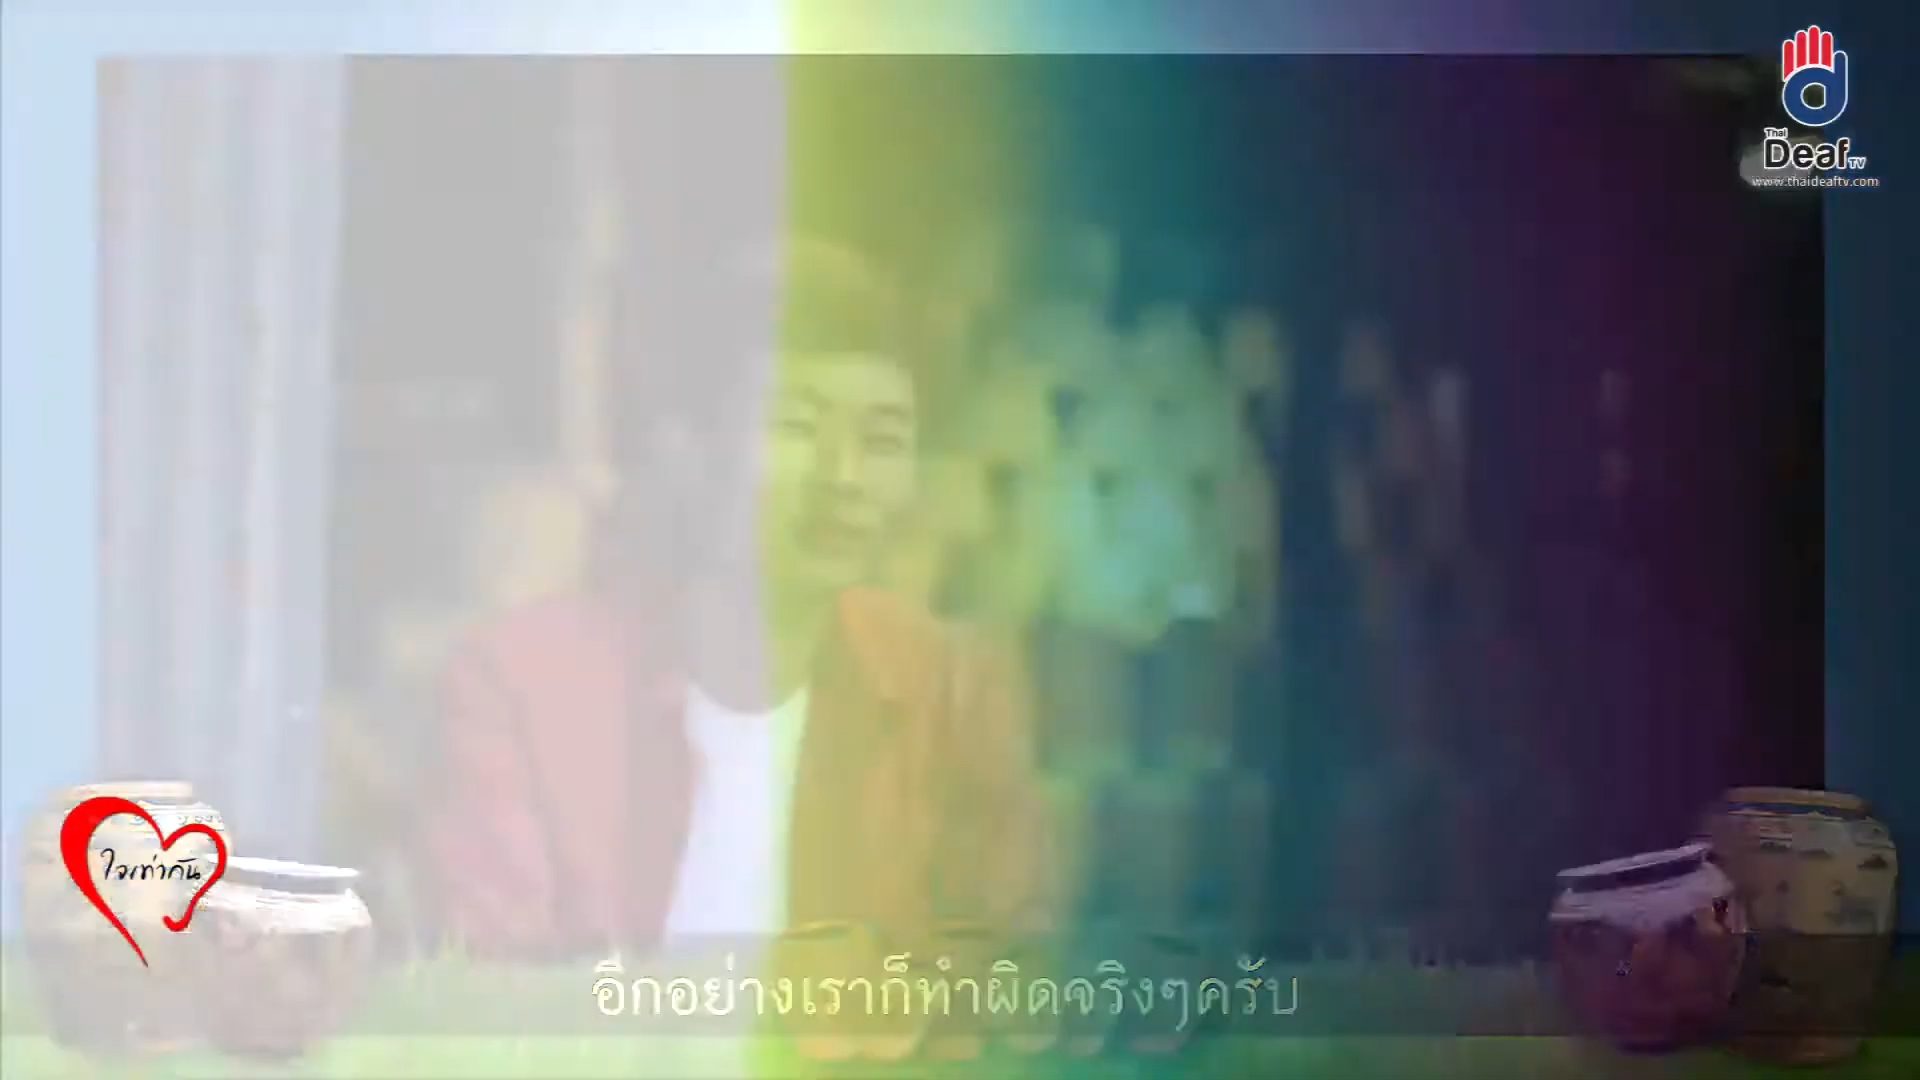 Thai
Deaf TV
www.thaideaftv.com
ใจเท่ากัน
อีกอย่างเราก็ทำผิดจริงๆครับ